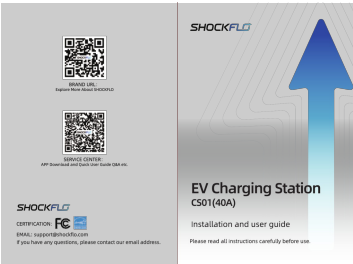 BRAND URL:
Explore More About SHOCKFLO
SERVICE CENTER:
APP Download and Quick User Guide Q&A etc.
SHOCKFLO
CERTIFICATION: FC
EMAIL: support@shockflo.com
If you have any questions, please contact our email address.
SHOCKFLO
EV Charging Station
CS01(40A)
Installation and user guide
Please read all instructions carefully before use.